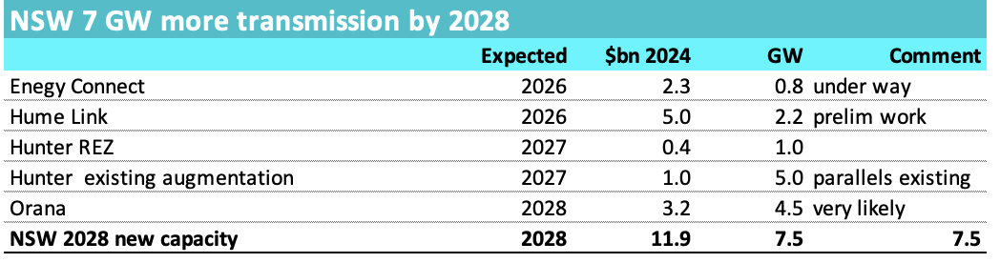 NSW 7 GW more transmission by 2028
Expected $bn 2024 GW Comment
Enegy Connect 2026 2.3 0.8 under way
Hume Link 2026 5.0 2.2 prelim work
Hunter REZ 2027 0.4 1.0
Hunter existing augmentation 2027 1.0 5.0 parallels existing
Orana 2028 3.2 4.5 very likely
NSW 2028 new capacity 2028 11.9 7.5 7.5